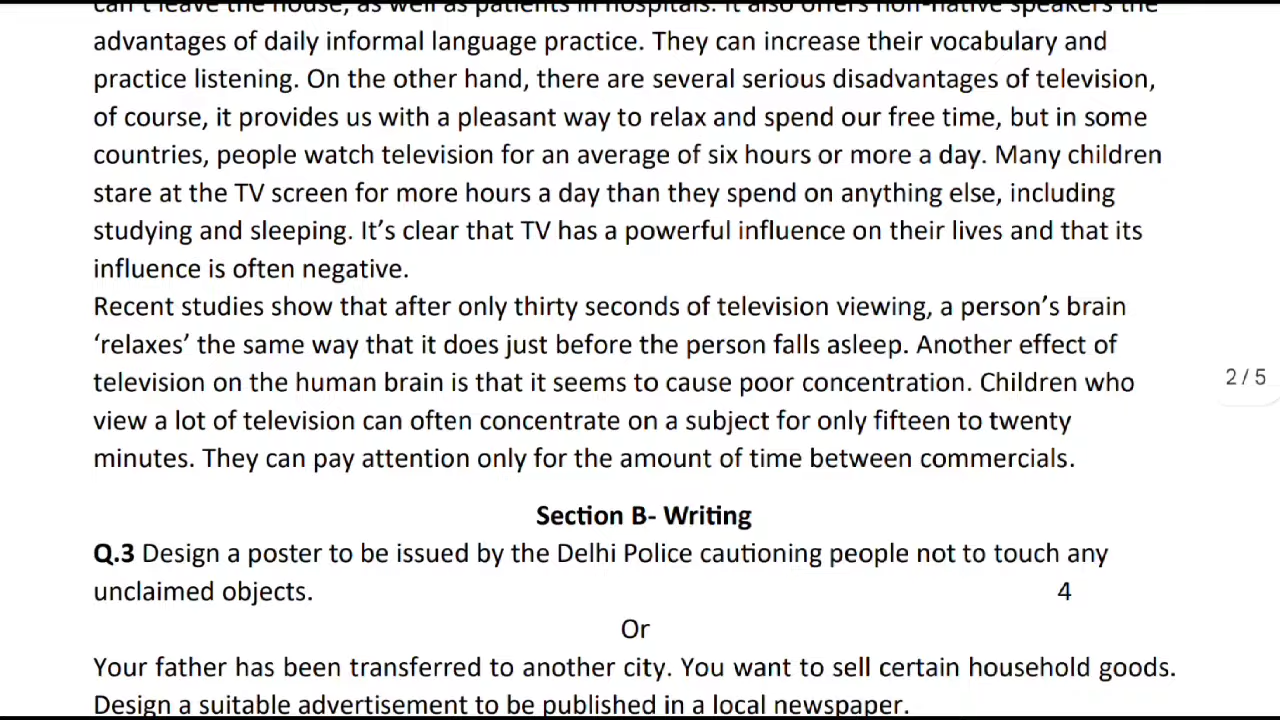 can't leave the house, as well as patients in hospitals. It also offers non-native speakers the
advantages of daily informal language practice. They can increase their vocabulary and
practice listening. On the other hand, there are several serious disadvantages of television,
of course, it provides us with a pleasant way to relax and spend our free time, but in some
countries, people watch television for an average of six hours or more a day. Many children
stare at the TV screen for more hours a day than they spend on anything else, including
studying and sleeping. It’s clear that TV has a powerful influence on their lives and that its
influence is often negative.
Recent studies show that after only thirty seconds of television viewing, a person’s brain
‘relaxes’ the same way that it does just before the person falls asleep. Another effect of
television on the human brain is that it seems to cause poor concentration. Children who
view a lot of television can often concentrate on a subject for only fifteen to twenty
minutes. They can pay attention only for the amount of time between commercials.
2 / 5
Section B- Writing
Q.3 Design a poster to be issued by the Delhi Police cautioning people not to touch any
unclaimed objects. 4
Or
Your father has been transferred to another city. You want to sell certain household goods.
Design a suitable advertisement to be published in a local newspaper.